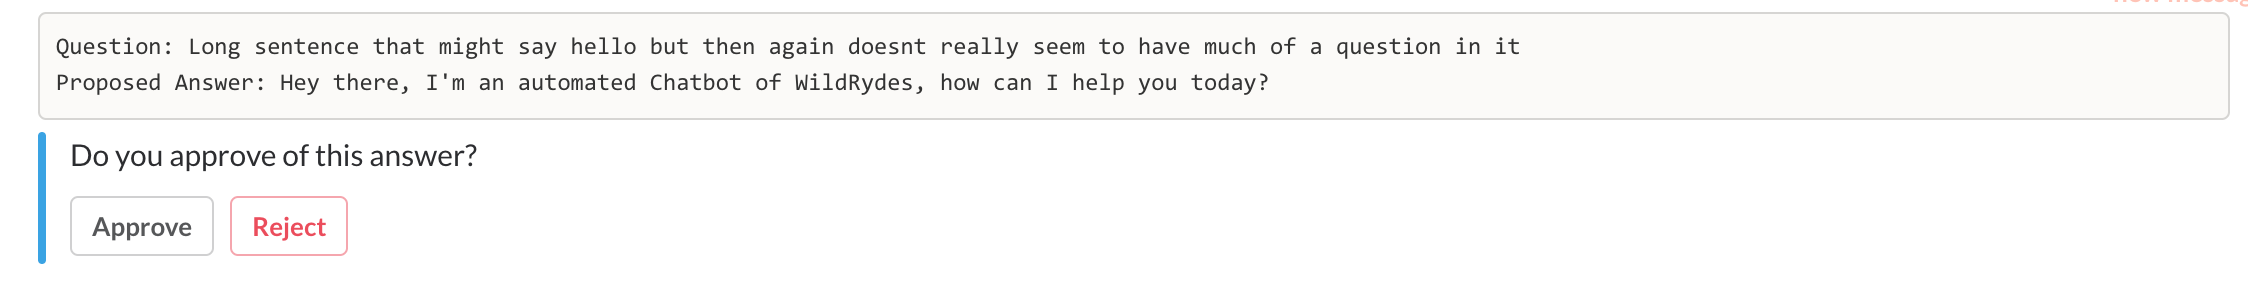 Question: Long sentence that might say hello but then again doesnt really seem to have much of a question in it
Proposed Answer: Hey there, I'm an automated Chatbot of WildRydes, how can I help you today?
Do you approve of this answer?
Approve Reject